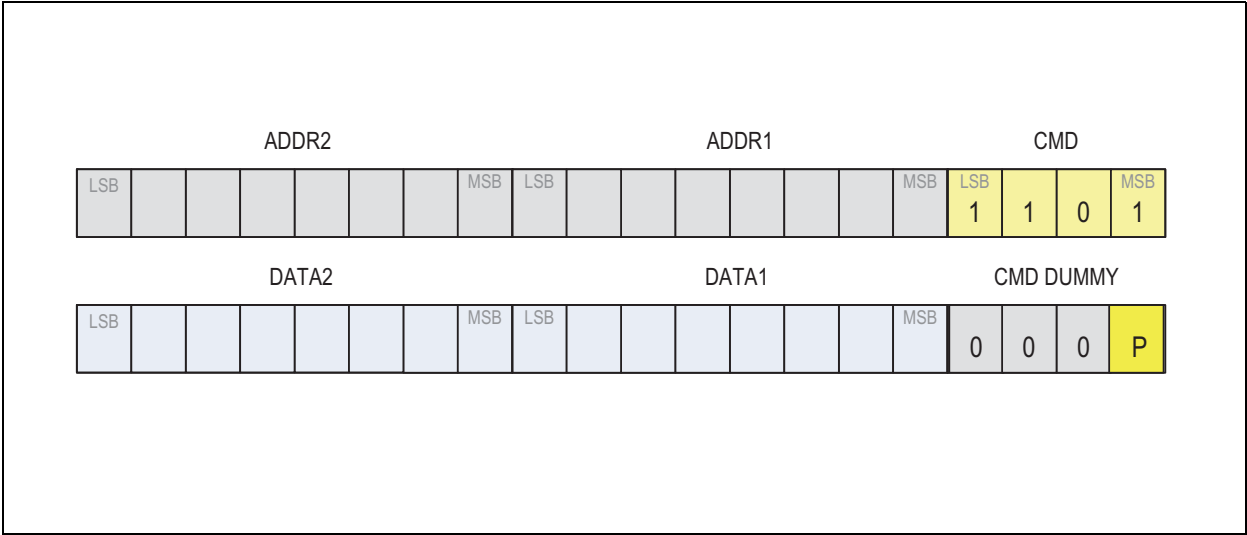 ADDR2 ADDR1 CMD
LSB MSB LSB MSB LSB MSB
1 1 0 1
DATA2 DATA1 CMD DUMMY
LSB MSB LSB MSB
0 0 0 P